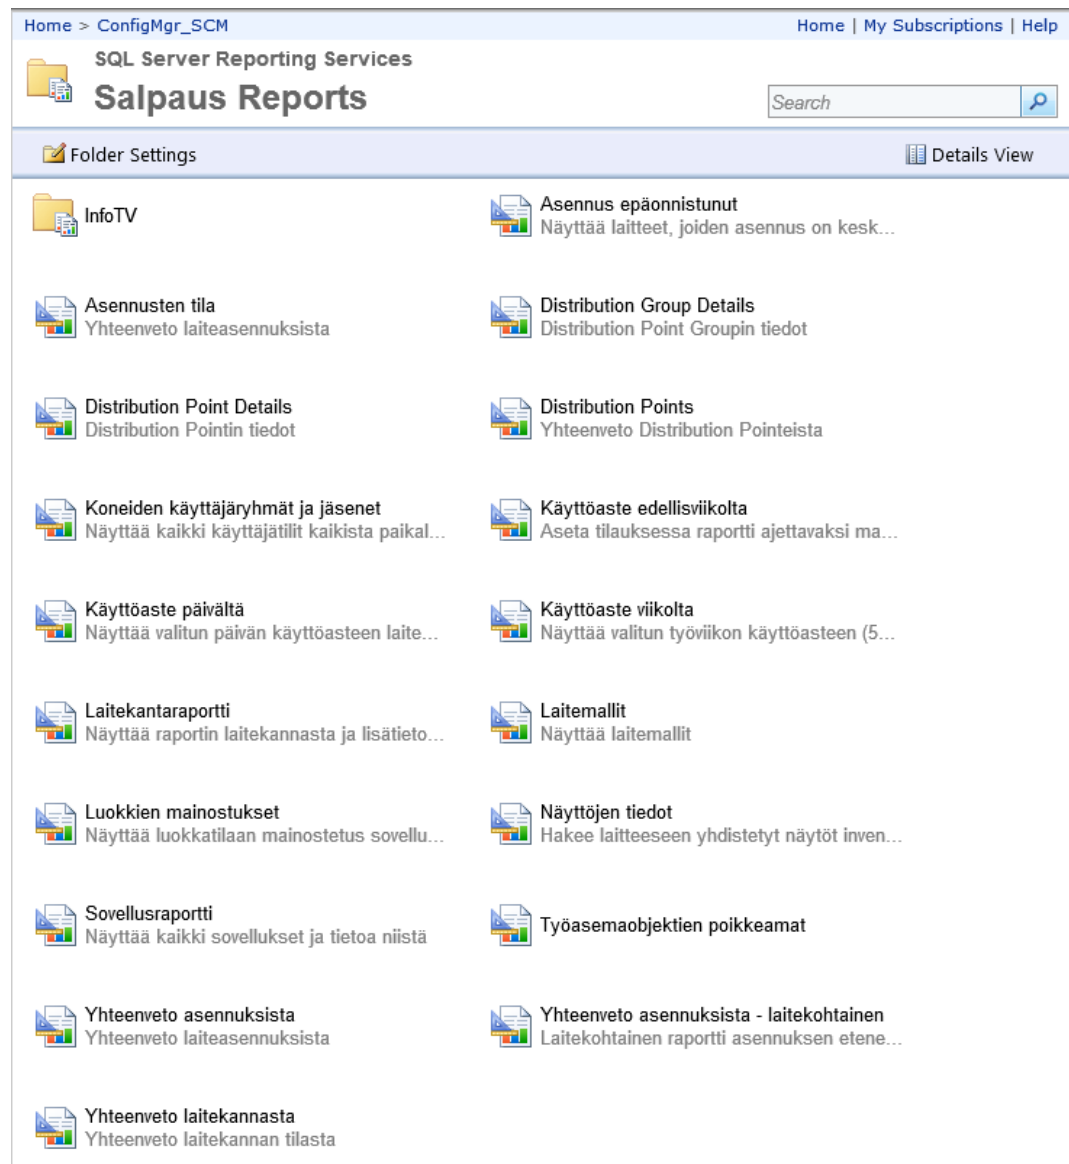 Home > ConfigMgr_SCM
Home | My Subscriptions | Help
SQL Server Reporting Services
Salpaus Reports
Search
Folder Settings
Details View
InfoTV
Asennus epäonnistunut
Näyttää laitteet, joiden asennus on kesk...
Asennusten tila
Yhteenveto laiteasennuksista
Distribution Group Details
Distribution Point Groupin tiedot
Distribution Point Details
Distribution Pointin tiedot
Distribution Points
Yhteenveto Distribution Pointeista
Koneiden käyttäjäryhmät ja jäsenet
Näyttää kaikki käyttäjätilit kaikista paikal...
Käyttöaste edellisviikolta
Aseta tilauksessa raportti ajettavaksi ma...
Käyttöaste päivältä
Näyttää valitun päivän käyttöasteen laite...
Käyttöaste viikolta
Näyttää valitun työviikon käyttöasteen (5...
Laitekantaraportti
Näyttää raportin laitekannasta ja lisätieto...
Laitemallit
Näyttää laitemallit
Luokkien mainostukset
Näyttää luokkatilaan mainostetus sovellu...
Näyttöjen tiedot
Hakee laitteeseen yhdistetyt näytöt inven...
Sovellusraportti
Näyttää kaikki sovellukset ja tietoa niistä
Työasemaobjektien poikkeamat
Yhteenveto asennuksista
Yhteenveto laiteasennuksista
Yhteenveto asennuksista - laitekohtainen
Laitekohtainen raportti asennuksen etene...
Yhteenveto laitekannasta
Yhteenveto laitekannan tilasta